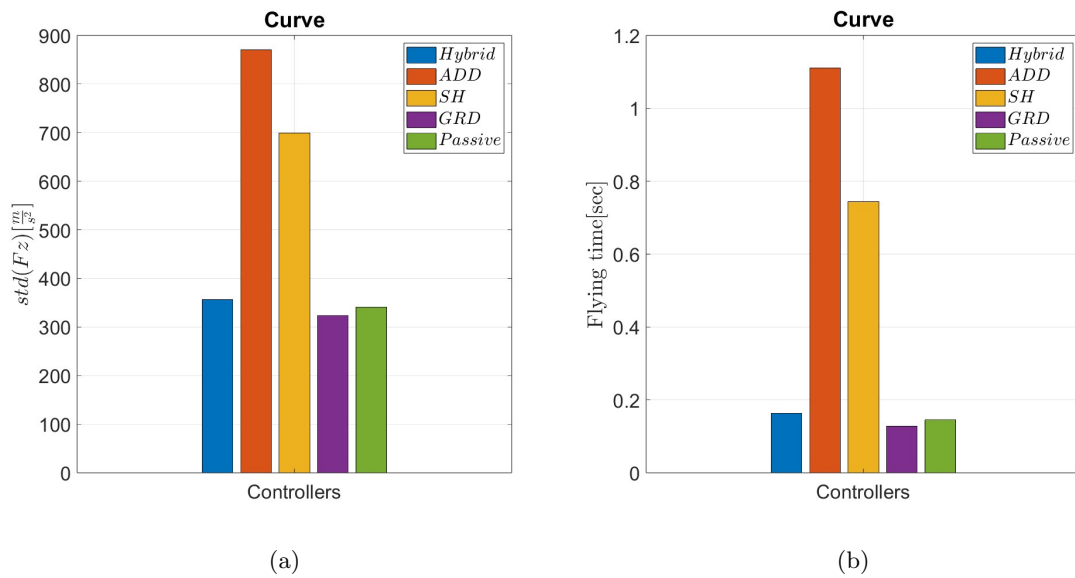 Curve
900
800
700
600
500
400
300
200
100
0
std(Fz)[m/s²]
Controllers
Hybrid
ADD
SH
GRD
Passive
(a)
Curve
1.2
1
0.8
0.6
0.4
0.2
0
Flying time[sec]
Controllers
Hybrid
ADD
SH
GRD
Passive
(b)